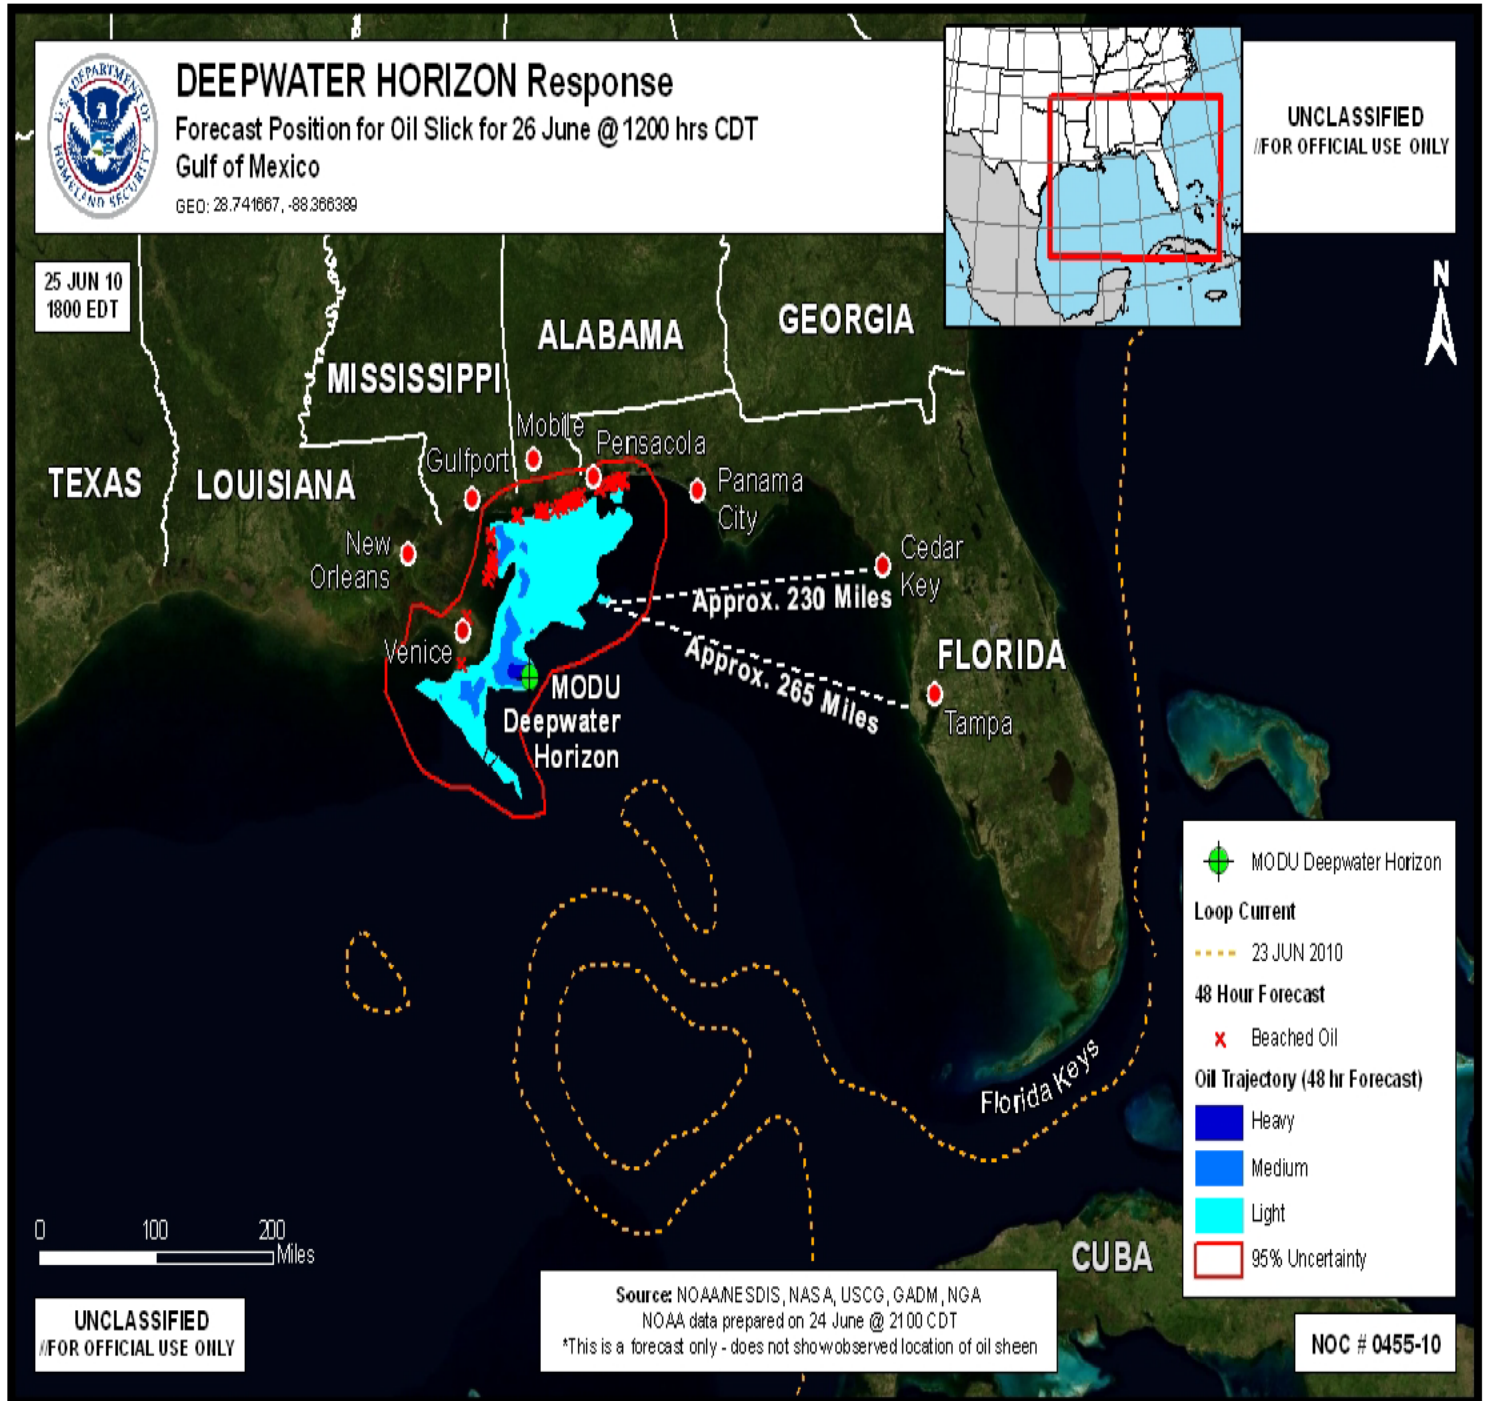 DEEPWATER HORIZON Response
Forecast Position for Oil Slick for 26 June @ 1200 hrs CDT
Gulf of Mexico
GEO: 28.741667, -88.366389
U.S. DEPARTMENT OF
HOMELAND SECURITY
UNCLASSIFIED
//FOR OFFICIAL USE ONLY
25 JUN 10
1800 EDT
N
GEORGIA
ALABAMA
MISSISSIPPI
TEXAS
LOUISIANA
Mobile
Pensacola
Gulfport
Panama
City
New
Orleans
Cedar
Key
Approx. 230 Miles
Venice
Approx. 265 Miles
FLORIDA
Tampa
MODU
Deepwater
Horizon
Florida Keys
CUBA
MODU Deepwater Horizon
Loop Current
23 JUN 2010
48 Hour Forecast
Beached Oil
Oil Trajectory (48 hr Forecast)
Heavy
Medium
Light
95% Uncertainty
0 100 200
Miles
UNCLASSIFIED
//FOR OFFICIAL USE ONLY
Source: NOAA/NESDIS, NASA, USCG, GADM, NGA
NOAA data prepared on 24 June @ 2100 CDT
*This is a forecast only - does not show observed location of oil sheen
NOC # 0455-10